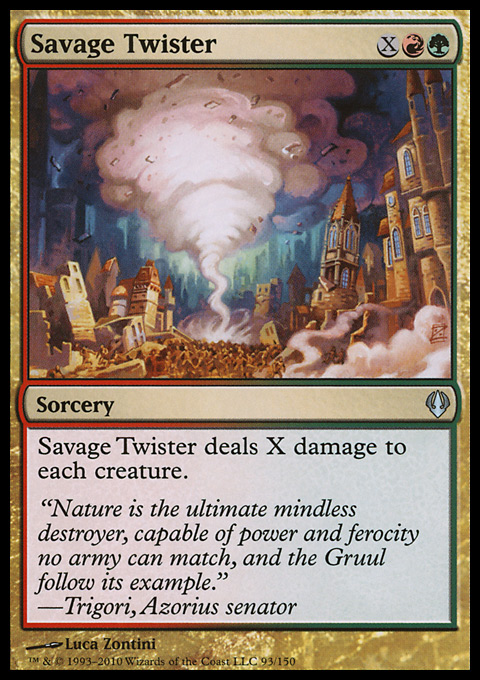 Savage Twister X
Sorcery
Savage Twister deals X damage to
each creature.
“Nature is the ultimate mindless
destroyer, capable of power and ferocity
no army can match, and the Gruul
follow its example.”
—Trigori, Azorius senator
Luca Zontini
™ & © 1993–2010 Wizards of the Coast LLC 93/150